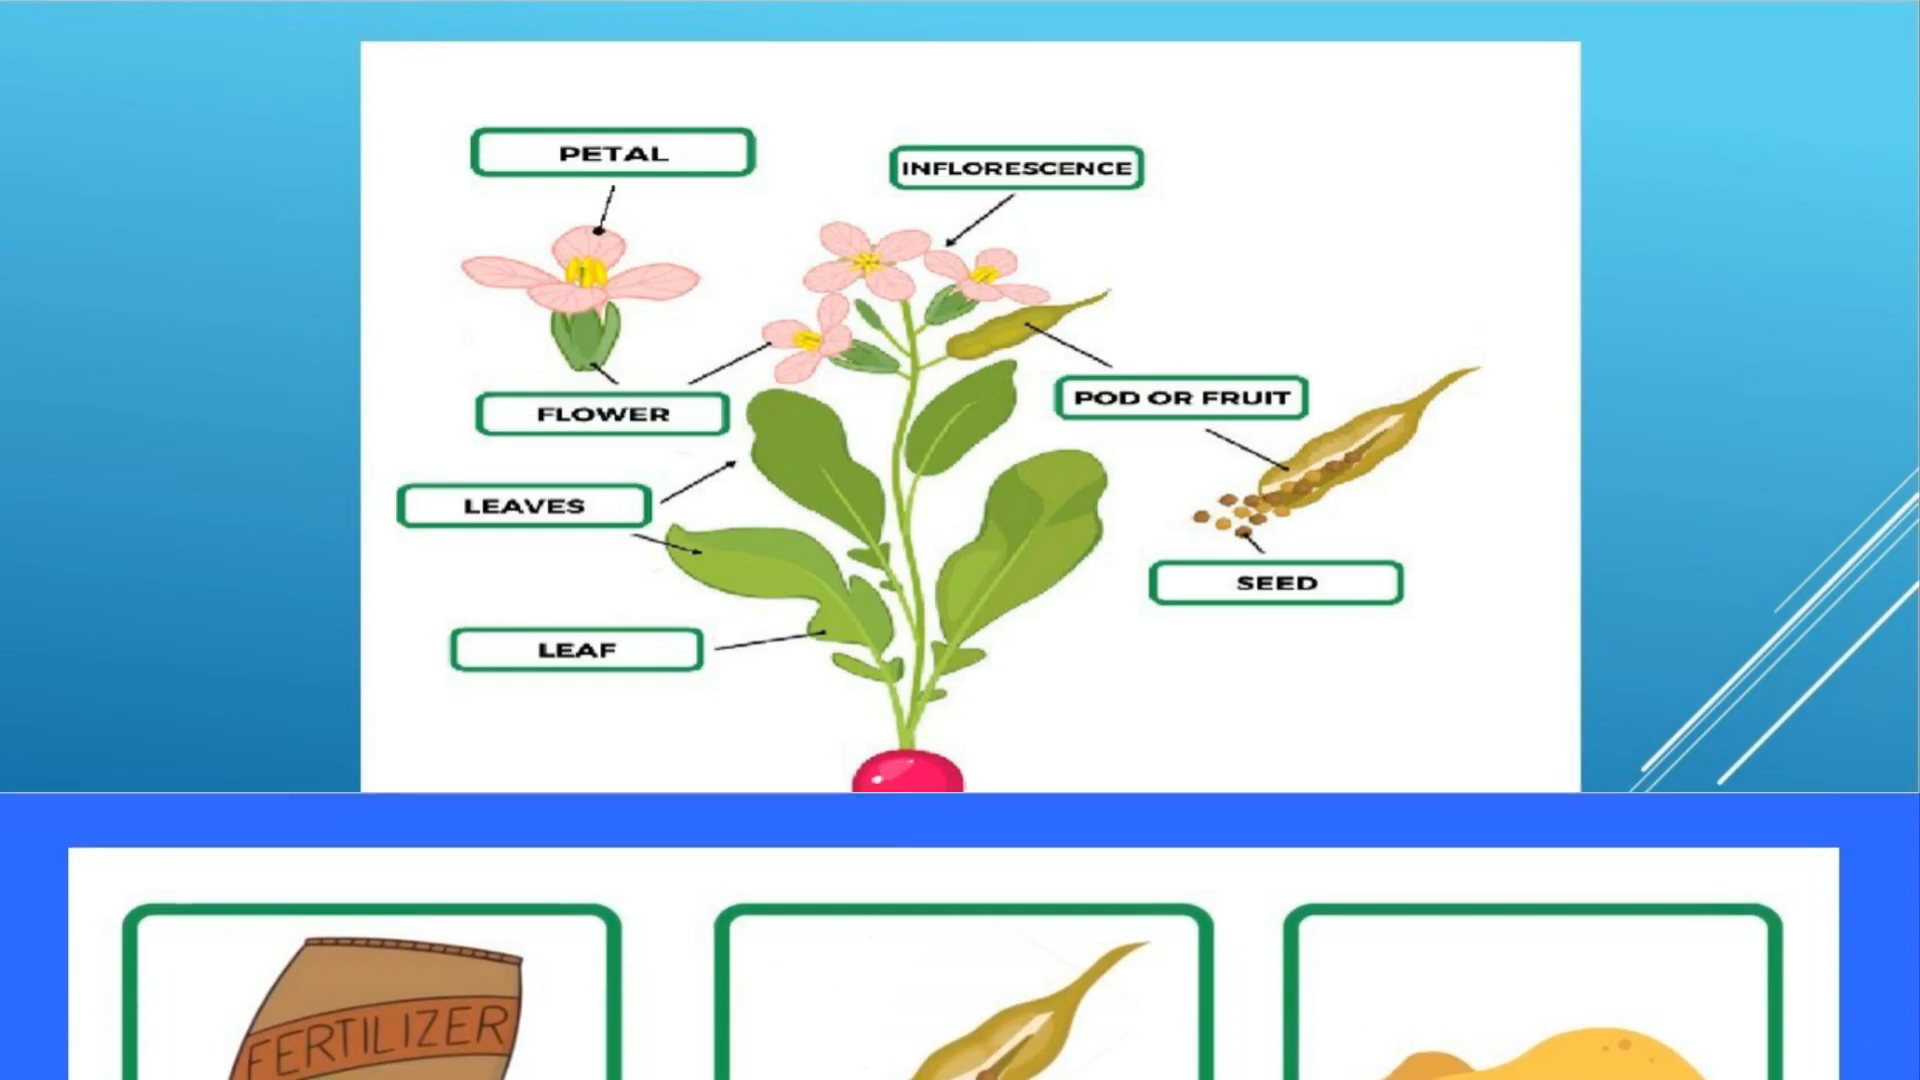 PETAL
INFLORESCENCE
POD OR FRUIT
FLOWER
LEAVES
SEED
LEAF
FERTILIZER